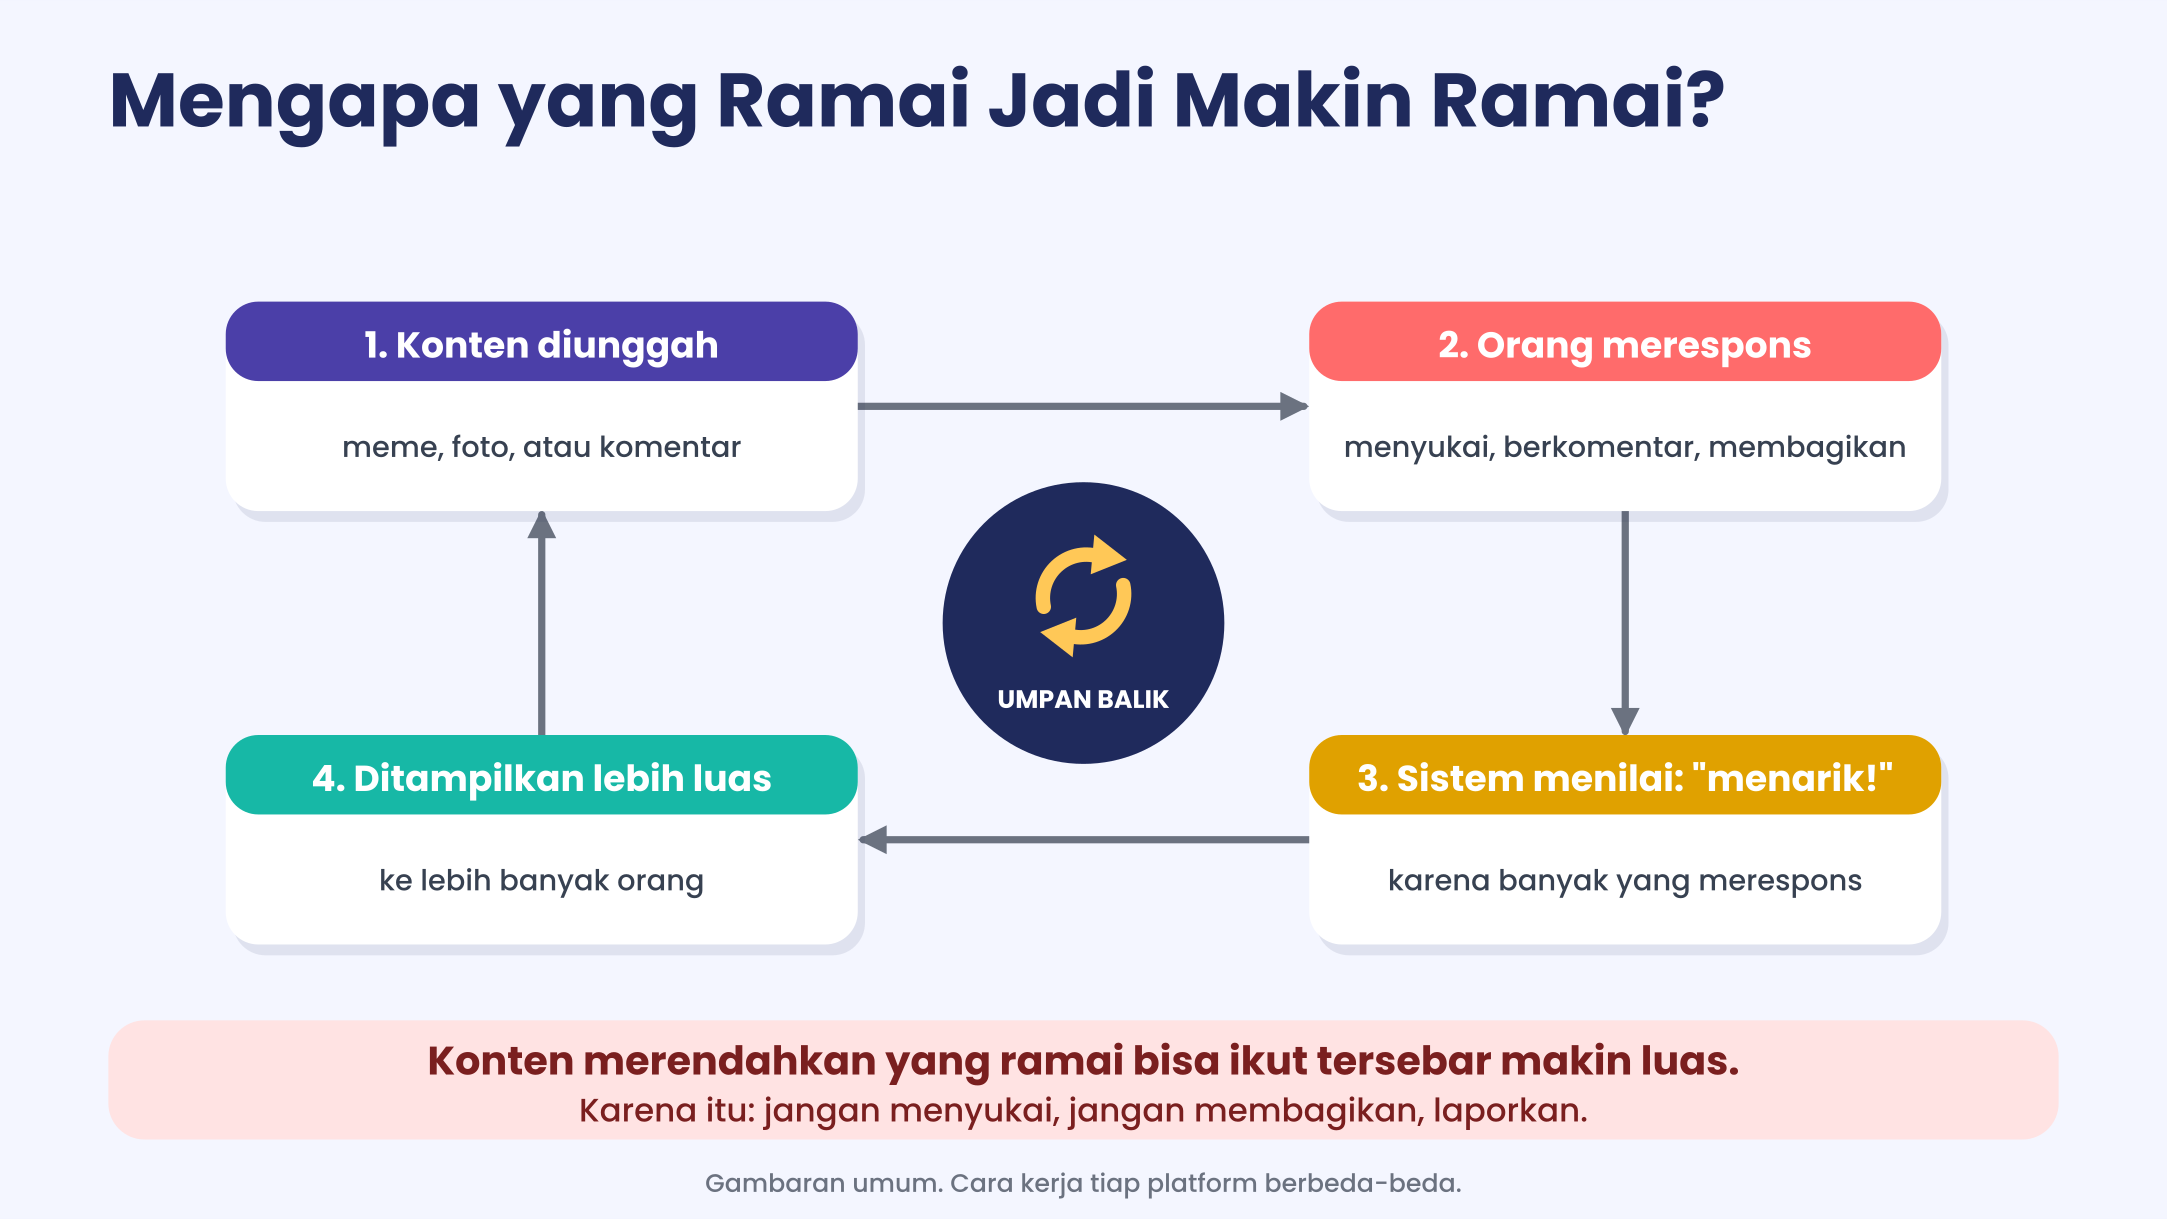 Mengapa yang Ramai Jadi Makin Ramai?
1. Konten diunggah
meme, foto, atau komentar
2. Orang merespons
menyukai, berkomentar, membagikan
UMPAN BALIK
4. Ditampilkan lebih luas
ke lebih banyak orang
3. Sistem menilai: "menarik!"
karena banyak yang merespons
Konten merendahkan yang ramai bisa ikut tersebar makin luas.
Karena itu: jangan menyukai, jangan membagikan, laporkan.
Gambaran umum. Cara kerja tiap platform berbeda-beda.